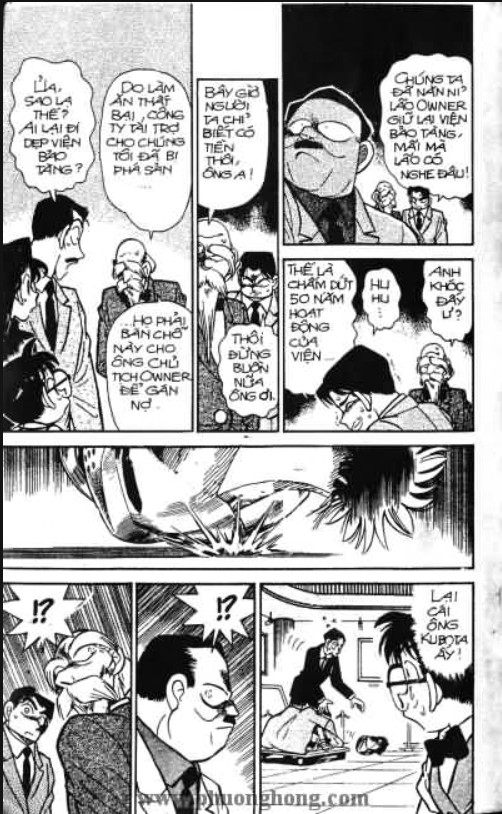 ỦA,
SAO LẠ
THẾ?
AI LẠI ĐI
DẸP VIỆN
BẢO
TÀNG?
DO LÀM
ĂN THẤT
BẠI, CÔNG
TY TÀI TRỢ
CHO CHÚNG
TÔI ĐÃ BỊ
PHÁ SẢN
...
...HỌ PHẢI
BÁN CHỖ
NÀY CHO
ÔNG CHỦ
TỊCH OWNER
ĐỂ GÁN
NỢ..
BÂY GIỜ
NGƯỜI
TA CHỈ
BIẾT CÓ
TIỀN
THÔI,
ÔNG Ạ!
THÔI
ĐỪNG
BUỒN
NỮA
ÔNG ƠI.
CHÚNG TA
ĐÃ NĂN NỈ
LÃO OWNER
GIỮ LẠI VIỆN
BẢO TÀNG,
MÃI MÀ
LÃO CÓ
NGHE ĐÂU!
THẾ LÀ
CHẤM DỨT
50 NĂM
HOẠT
ĐỘNG
CỦA
VIỆN...
HU
HU
...
ANH
KHÓC
ĐẤY
Ư?
!?
!?
LẠI
CÁI
ÔNG
KUBOTA
ẤY!
www.phuonghong.com